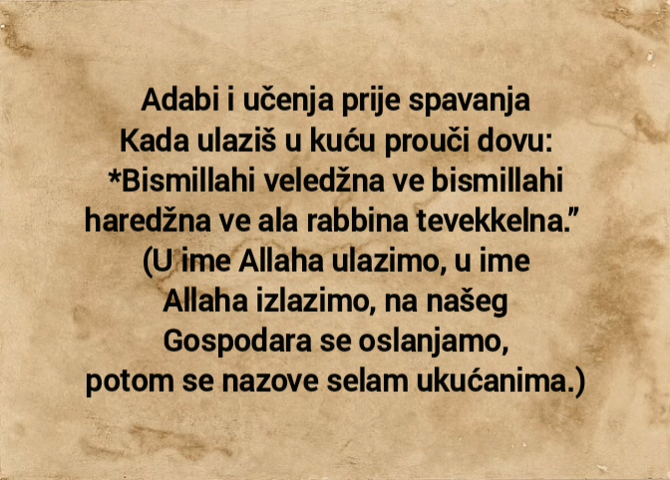 Adabi i učenja prije spavanja
Kada ulaziš u kuću prouči dovu:
*Bismillahi veledžna ve bismillahi
haredžna ve ala rabbina tevekkelna.”
(U ime Allaha ulazimo, u ime
Allaha izlazimo, na našeg
Gospodara se oslanjamo,
potom se nazove selam ukućanima.)